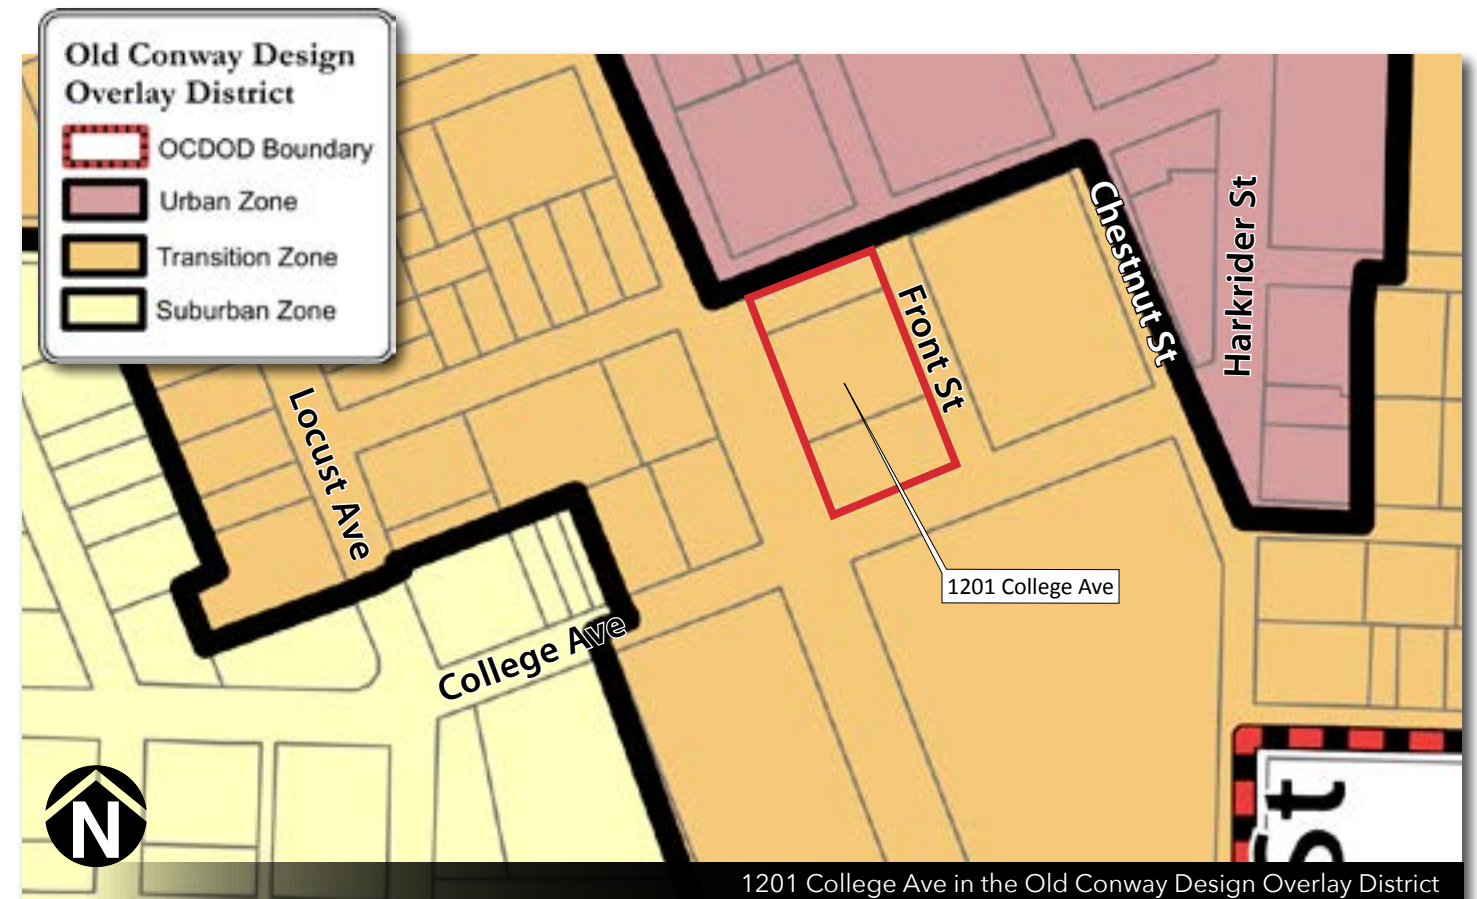 Old Conway Design
Overlay District
OCDOD Boundary
Urban Zone
Transition Zone
Suburban Zone
Chestnut St
Harkrider St
Front St
Locust Ave
1201 College Ave
College Ave
St
N
1201 College Ave in the Old Conway Design Overlay District